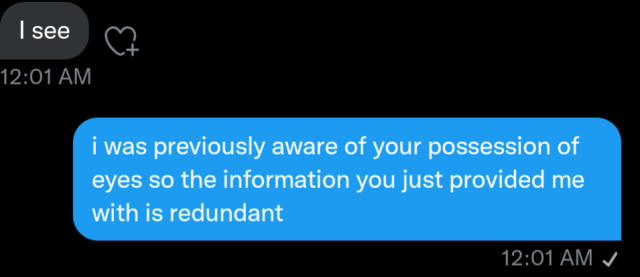 I see
12:01 AM
i was previously aware of your possession of
eyes so the information you just provided me
with is redundant
12:01 AM ✓